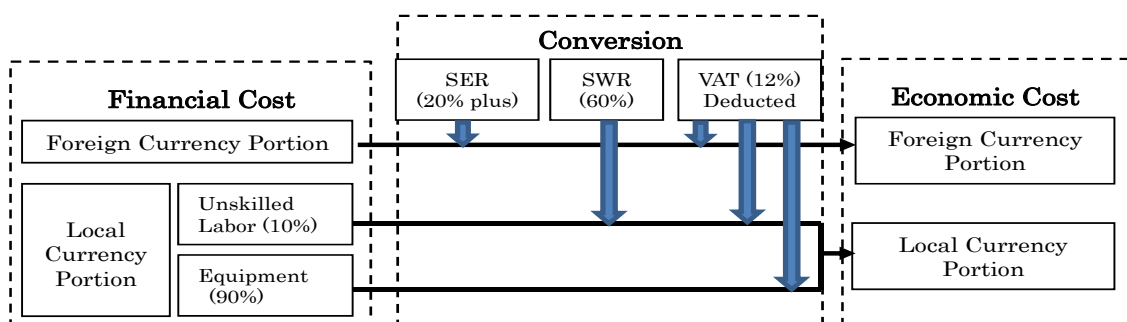 Conversion
SER
(20% plus)
SWR
(60%)
VAT (12%)
Deducted
Financial Cost
Economic Cost
Foreign Currency Portion
Foreign Currency
Portion
Local
Currency
Portion
Unskilled
Labor (10%)
Equipment
(90%)
Local Currency
Portion